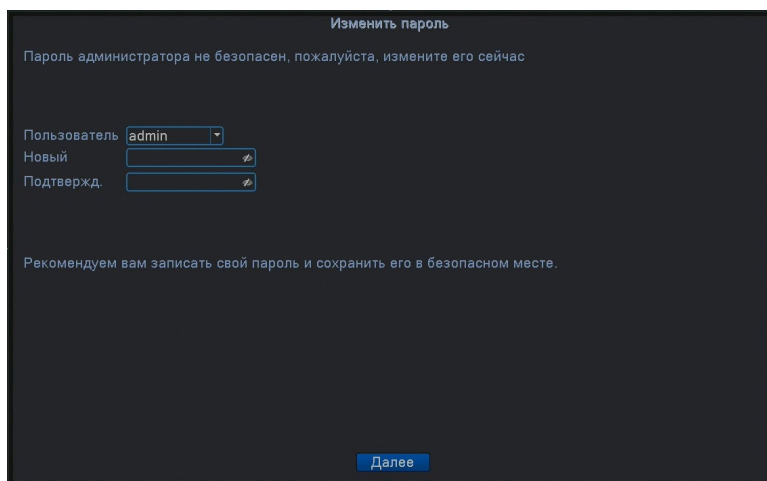 Изменить пароль
Пароль администратора не безопасен, пожалуйста, измените его сейчас
Пользователь admin
Новый
Подтвержд.
Рекомендуем вам записать свой пароль и сохранить его в безопасном месте.
Далее